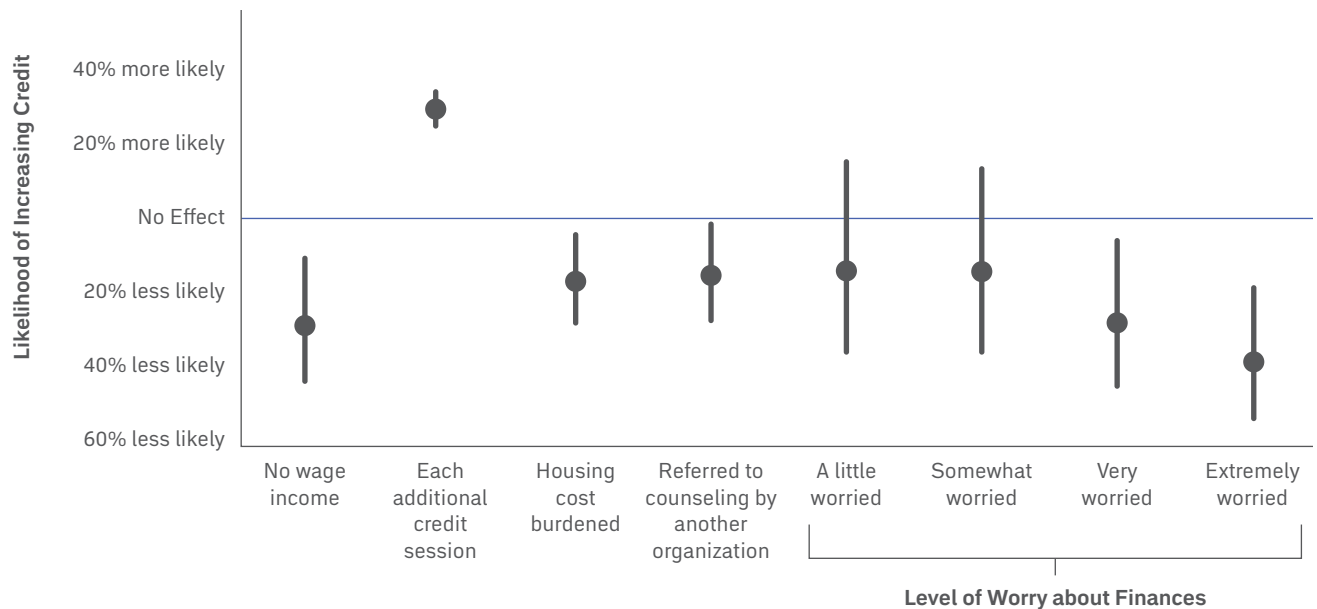 Likelihood of Increasing Credit
40% more likely
20% more likely
No Effect
20% less likely
40% less likely
60% less likely
No wage
income
Each
additional
credit
session
Housing
cost
burdened
Referred to
counseling by
another
organization
A little
worried
Somewhat
worried
Very
worried
Extremely
worried
Level of Worry about Finances